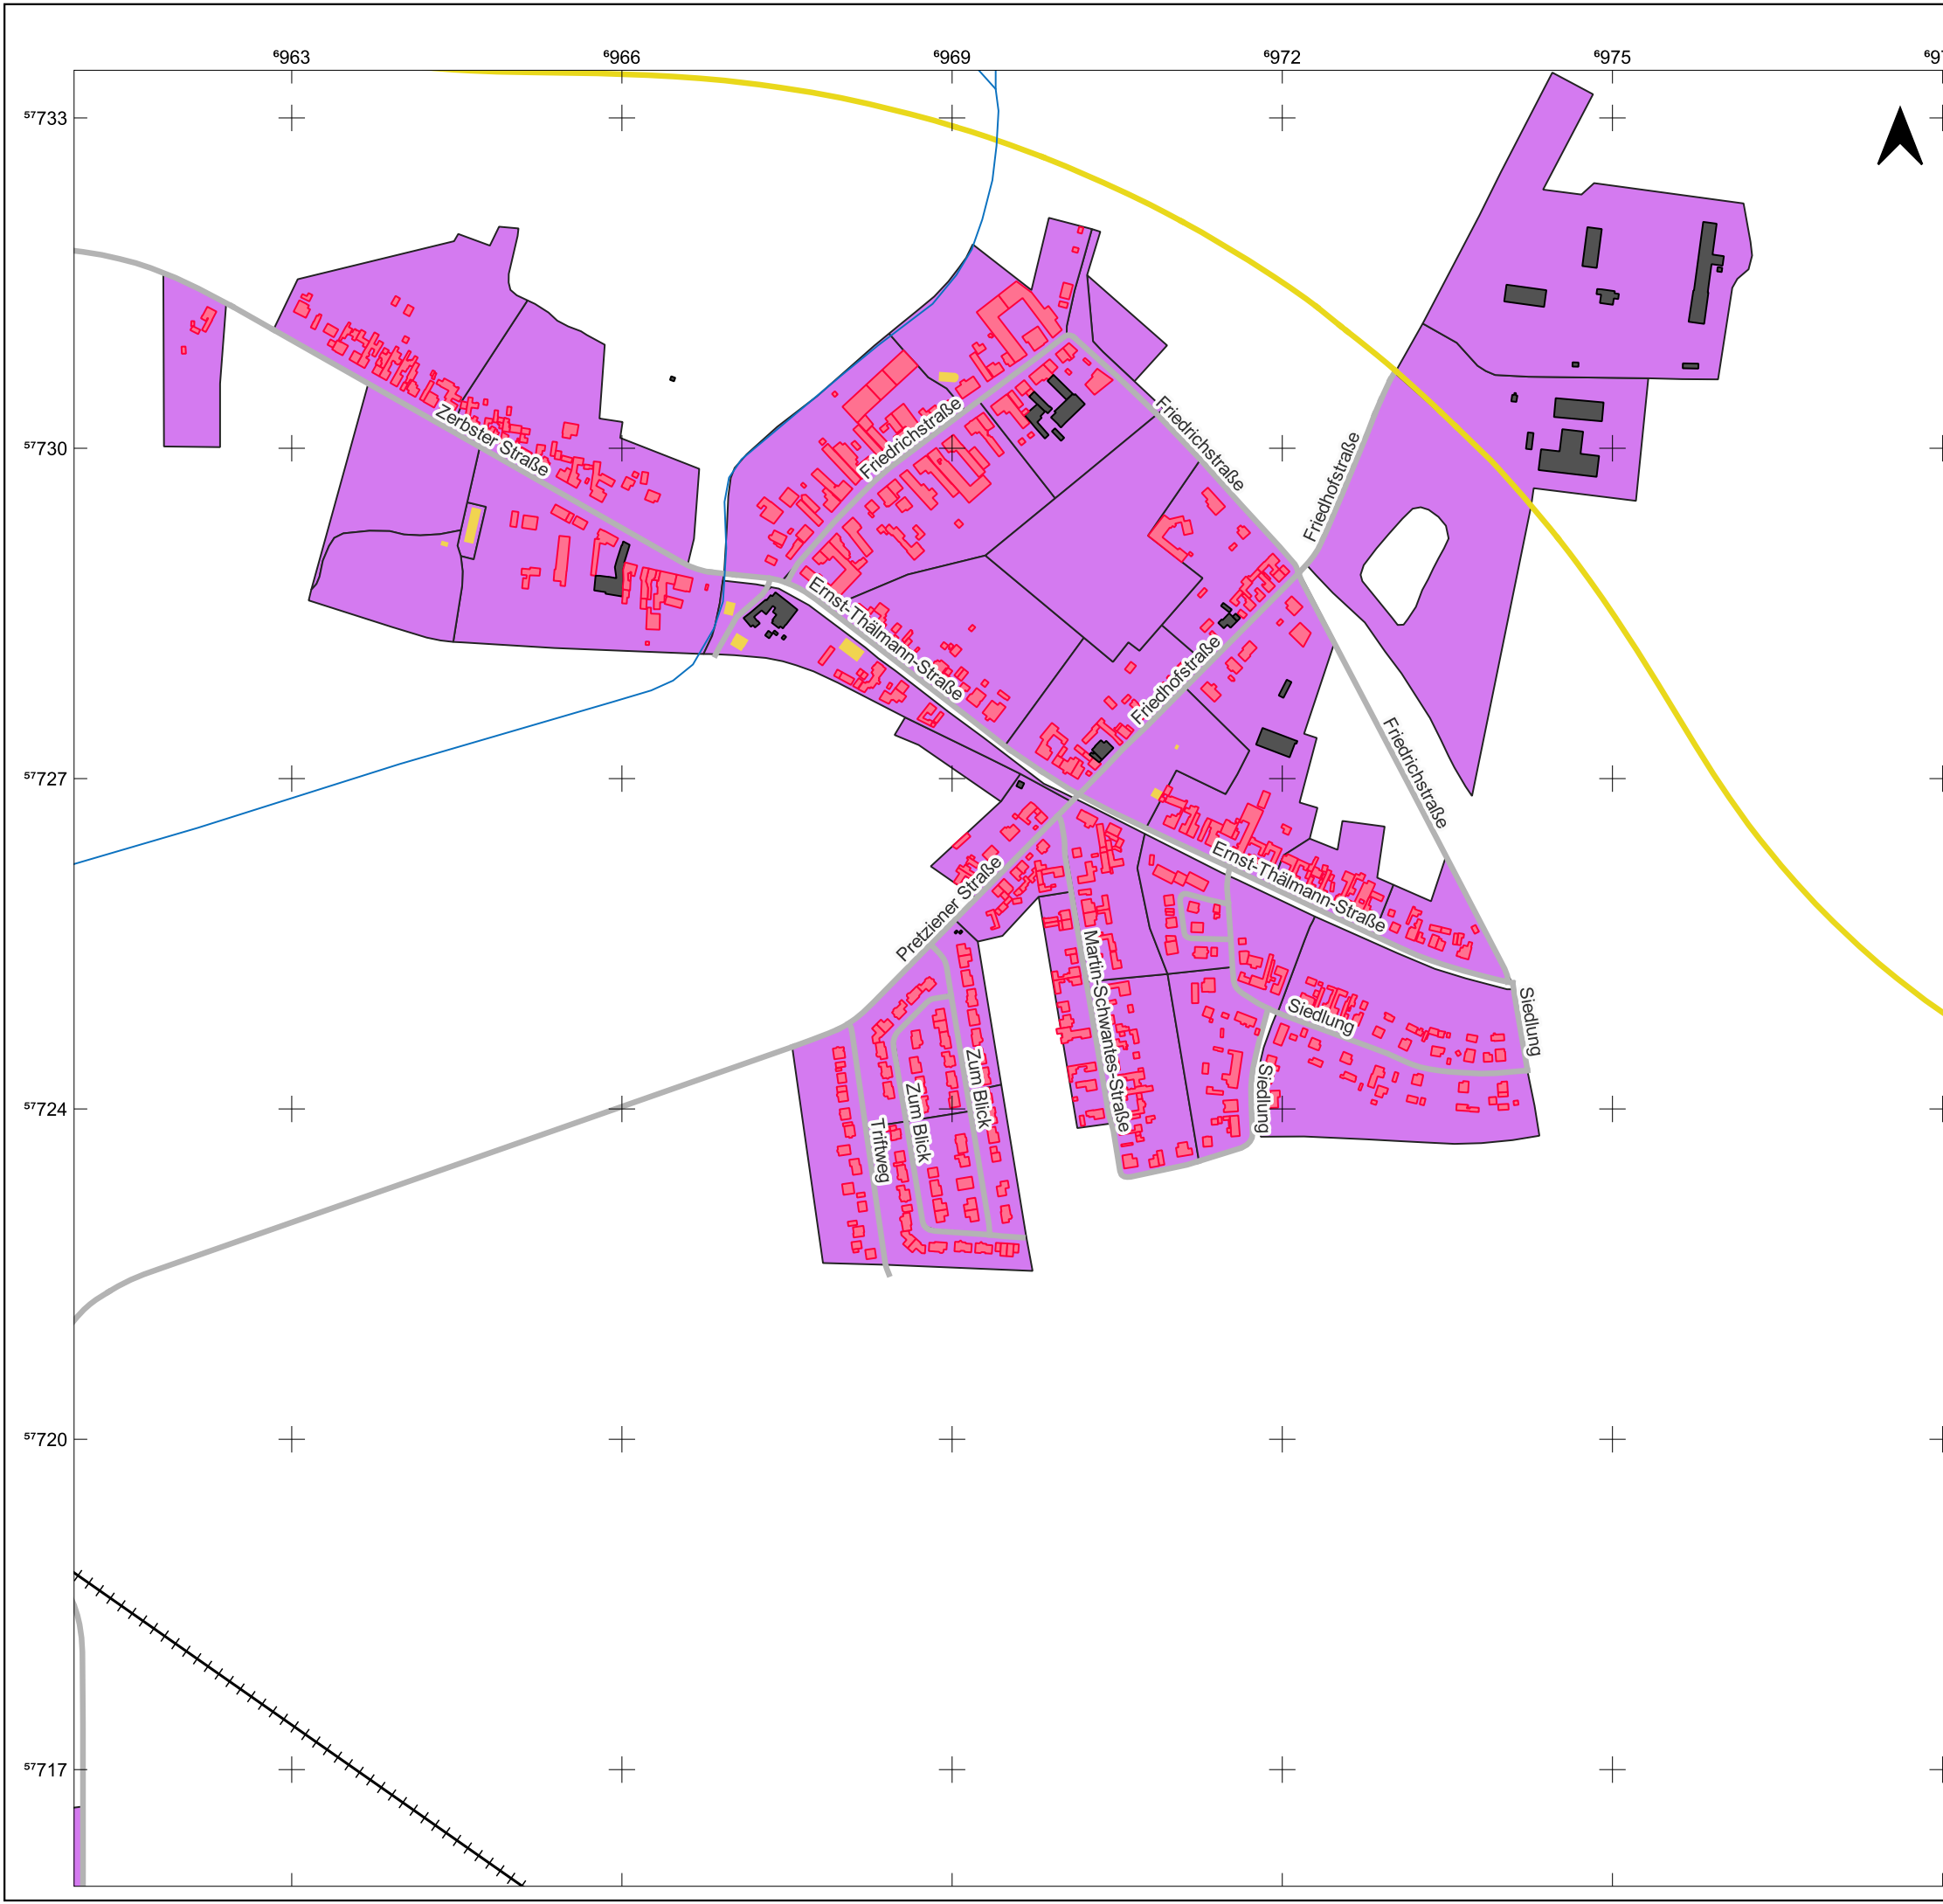 ⁶963
⁶966
⁶969
⁶972
⁶975
⁵⁷733
⁵⁷730
⁵⁷727
⁵⁷724
⁵⁷720
⁵⁷717
Zerbster Straße
Friedrichstraße
Friedrichstraße
Friedhofstraße
Ernst-Thälmann-Straße
Friedhofstraße
Friedrichstraße
Ernst-Thälmann-Straße
Pretziener Straße
Martin-Schwantes-Straße
Siedlung
Siedlung
Siedlung
Zum Blick
Zum Blick
Triftweg